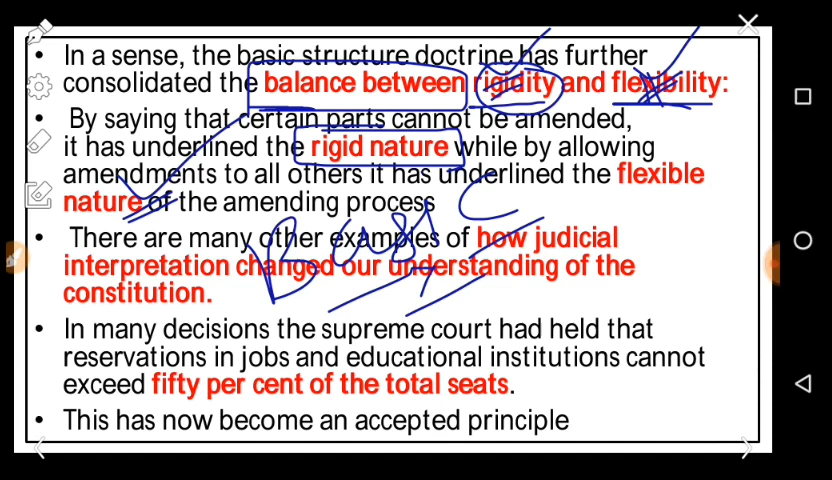 • In a sense, the basic structure doctrine has further
consolidated the balance between rigidity and flexibility:
• By saying that certain parts cannot be amended,
it has underlined the rigid nature while by allowing
amendments to all others it has underlined the flexible
nature of the amending process
• There are many other examples of how judicial
interpretation changed our understanding of the
constitution.
Basic
• In many decisions the supreme court had held that
reservations in jobs and educational institutions cannot
exceed fifty per cent of the total seats.
• This has now become an accepted principle